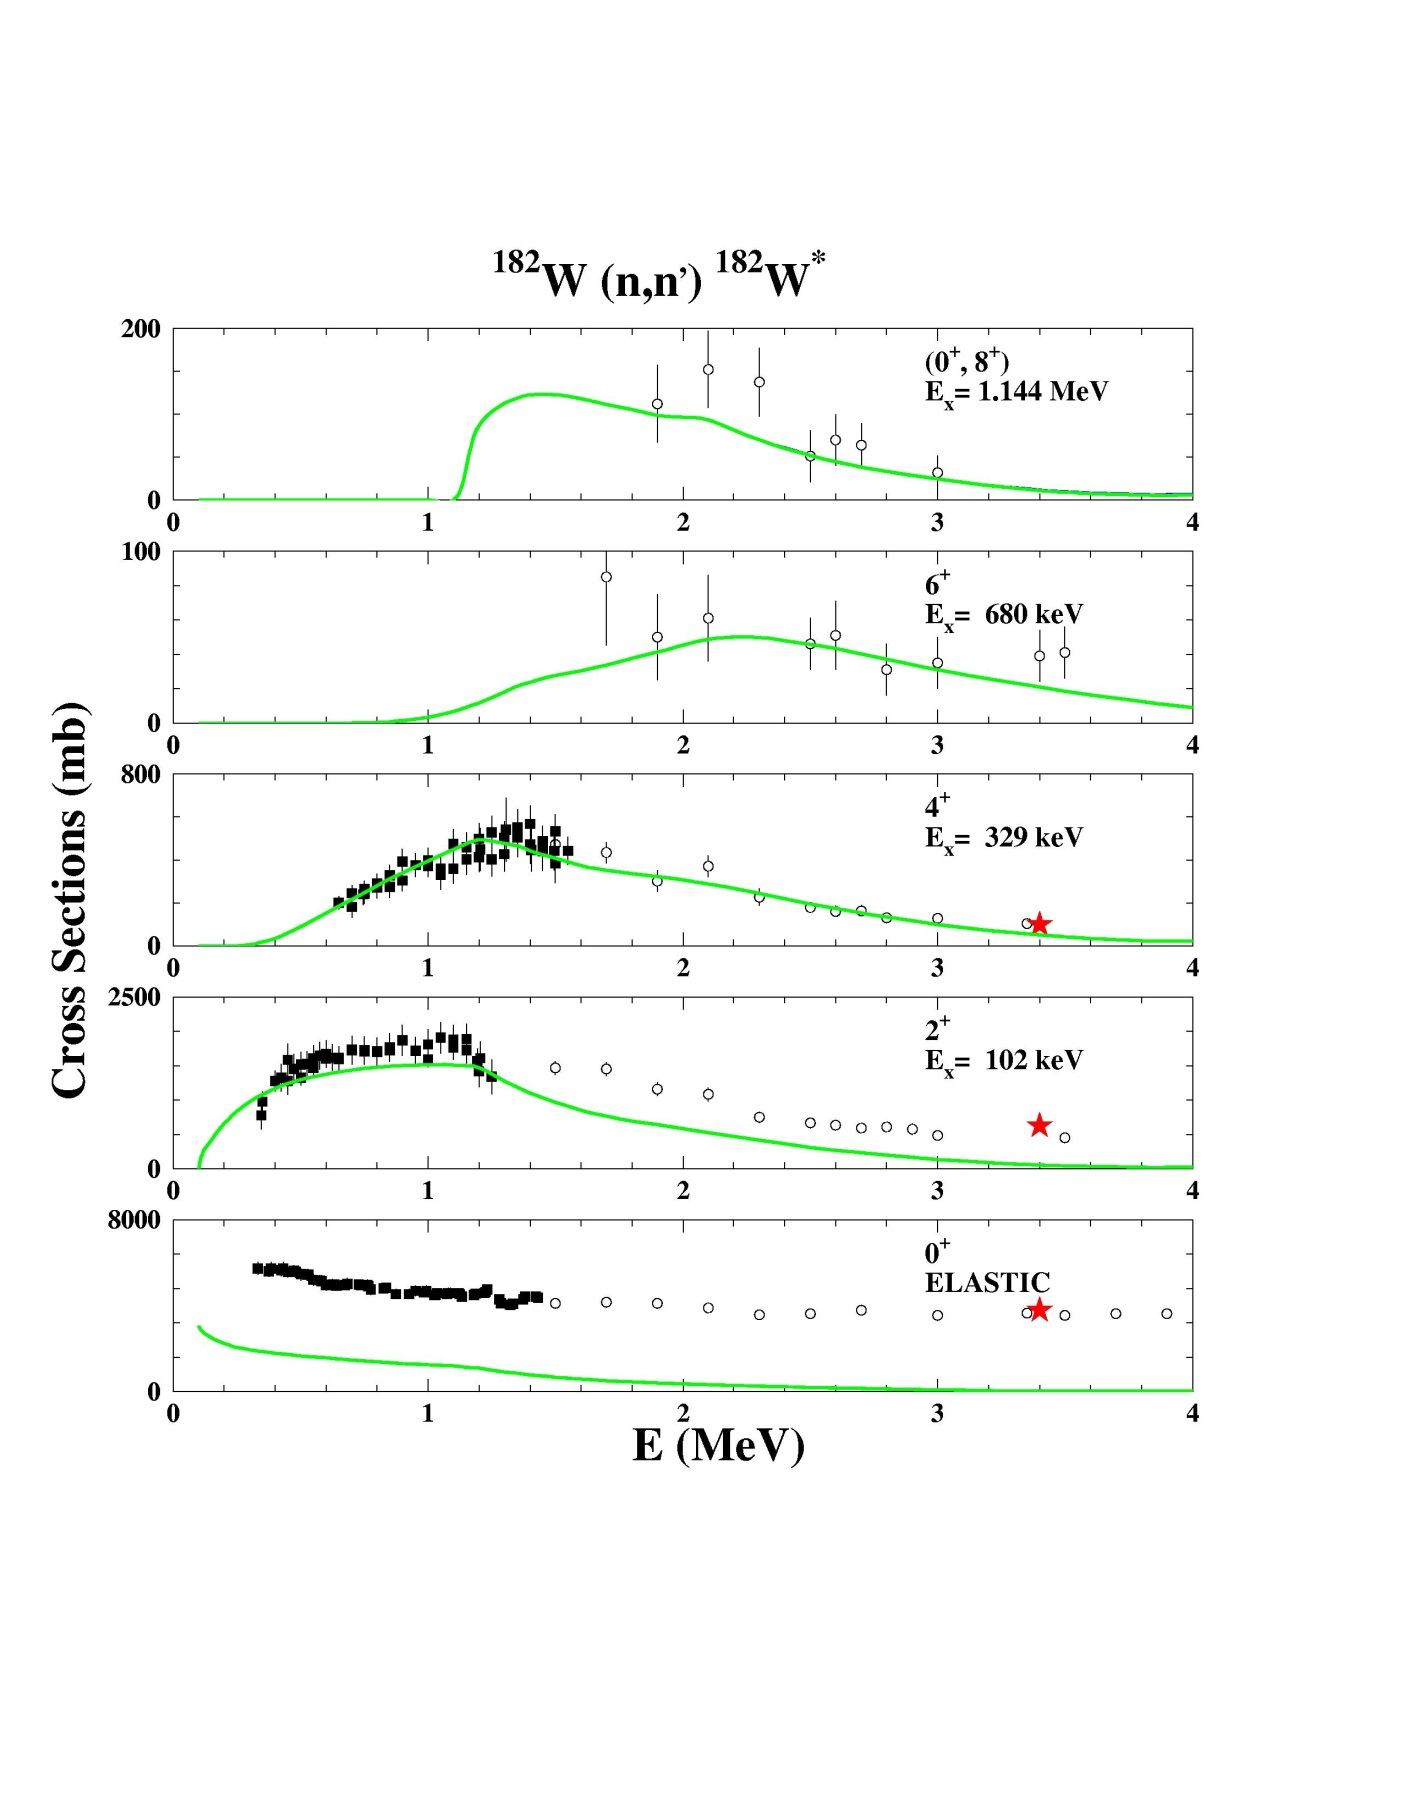 ¹⁸²W (n,n’) ¹⁸²W*
200
(0⁺, 8⁺)
Eₓ= 1.144 MeV
0
0 1 2 3 4
100
6⁺
Eₓ= 680 keV
0
0 1 2 3 4
800
4⁺
Eₓ= 329 keV
0
0 1 2 3 4
2500
2⁺
Eₓ= 102 keV
0
0 1 2 3 4
8000
0⁺
ELASTIC
0
0 1 2 3 4
E (MeV)
Cross Sections (mb)